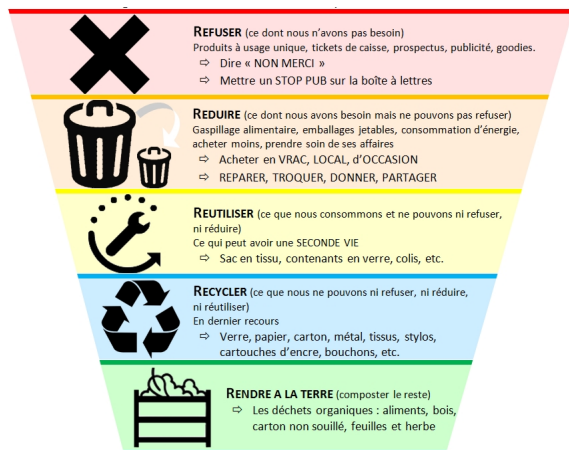 REFUSER (ce dont nous n'avons pas besoin)
Produits à usage unique, tickets de caisse, prospectus, publicité, goodies.
⇨ Dire « NON MERCI »
⇨ Mettre un STOP PUB sur la boîte à lettres
REDUIRE (ce dont nous avons besoin mais ne pouvons pas refuser)
Gaspillage alimentaire, emballages jetables, consommation d'énergie,
acheter moins, prendre soin de ses affaires
⇨ Acheter en VRAC, LOCAL, d'OCCASION
⇨ REPARER, TROQUER, DONNER, PARTAGER
REUTILISER (ce que nous consommons et ne pouvons ni refuser,
ni réduire)
Ce qui peut avoir une SECONDE VIE
⇨ Sac en tissu, contenants en verre, colis, etc.
RECYCLER (ce que nous ne pouvons ni refuser, ni réduire,
ni réutiliser)
En dernier recours
⇨ Verre, papier, carton, métal, tissus, stylos,
cartouches d'encre, bouchons, etc.
RENDRE A LA TERRE (composter le reste)
⇨ Les déchets organiques : aliments, bois,
carton non souillé, feuilles et herbe